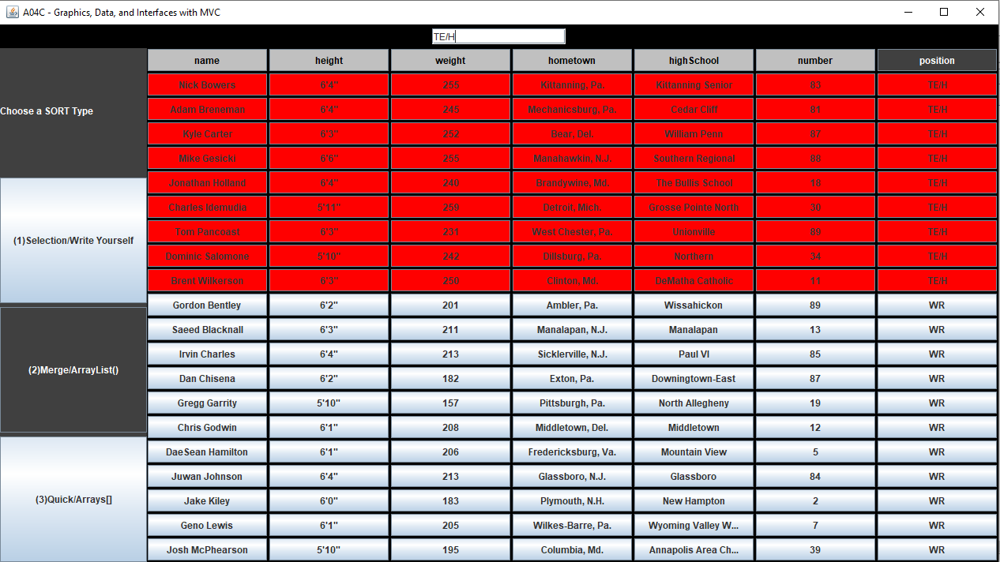 A04C - Graphics, Data, and Interfaces with MVC
TE/H
name height weight hometown highSchool number position
Nick Bowers 6'4" 255 Kittanning, Pa. Kittanning Senior 83 TE/H
Adam Breneman 6'4" 245 Mechanicsburg, Pa. Cedar Cliff 81 TE/H
Choose a SORT Type
Kyle Carter 6'3" 252 Bear, Del. William Penn 87 TE/H
Mike Gesicki 6'6" 255 Manahawkin, N.J. Southern Regional 88 TE/H
Jonathan Holland 6'4" 240 Brandywine, Md. The Bullis School 18 TE/H
Charles Idemudia 5'11" 259 Detroit, Mich. Grosse Pointe North 30 TE/H
Tom Pancoast 6'3" 231 West Chester, Pa. Unionville 89 TE/H
(1)Selection/Write Yourself
Dominic Salomone 5'10" 242 Dillsburg, Pa. Northern 34 TE/H
Brent Wilkerson 6'3" 250 Clinton, Md. DeMatha Catholic 11 TE/H
Gordon Bentley 6'2" 201 Ambler, Pa. Wissahickon 89 WR
Saeed Blacknall 6'3" 211 Manalapan, N.J. Manalapan 13 WR
Irvin Charles 6'4" 213 Sicklerville, N.J. Paul VI 85 WR
(2)Merge/ArrayList()
Dan Chisena 6'2" 182 Exton, Pa. Downingtown-East 87 WR
Gregg Garrity 5'10" 157 Pittsburgh, Pa. North Allegheny 19 WR
Chris Godwin 6'1" 208 Middletown, Del. Middletown 12 WR
DaeSean Hamilton 6'1" 206 Fredericksburg, Va. Mountain View 5 WR
Juwan Johnson 6'4" 213 Glassboro, N.J. Glassboro 84 WR
(3)Quick/Arrays[]
Jake Kiley 6'0" 183 Plymouth, N.H. New Hampton 2 WR
Geno Lewis 6'1" 205 Wilkes-Barre, Pa. Wyoming Valley W... 7 WR
Josh McPhearson 5'10" 195 Columbia, Md. Annapolis Area Ch... 39 WR